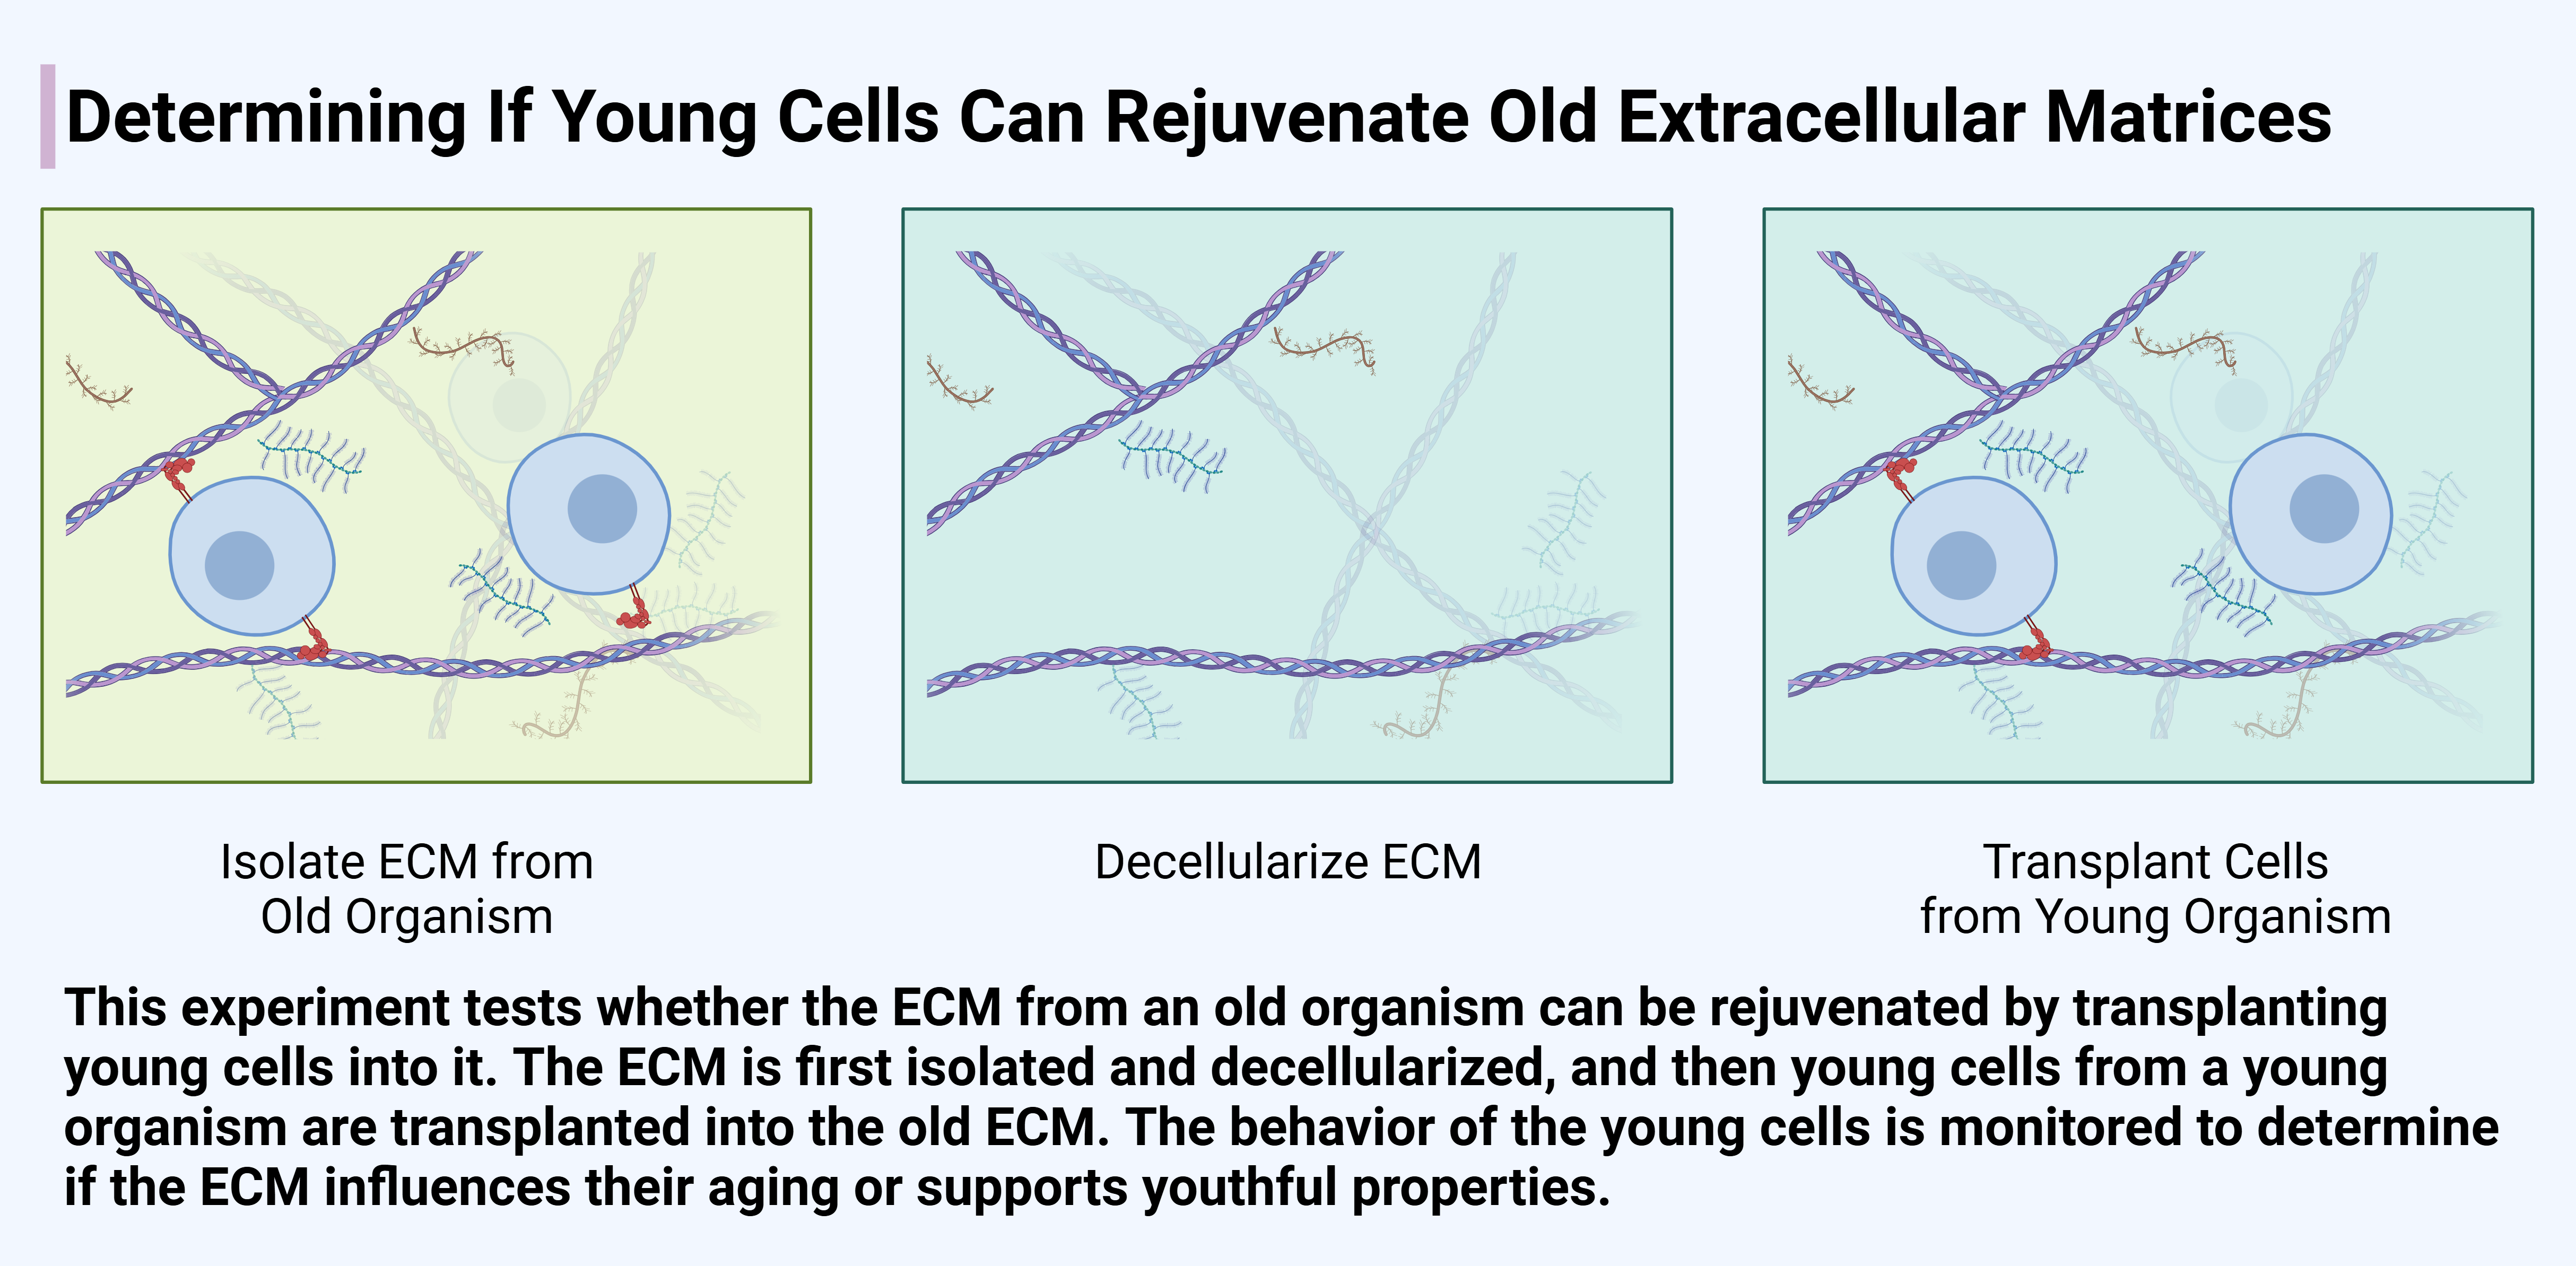 Determining If Young Cells Can Rejuvenate Old Extracellular Matrices
Isolate ECM from
Old Organism
Decellularize ECM
Transplant Cells
from Young Organism
This experiment tests whether the ECM from an old organism can be rejuvenated by transplanting
young cells into it. The ECM is first isolated and decellularized, and then young cells from a young
organism are transplanted into the old ECM. The behavior of the young cells is monitored to determine
if the ECM influences their aging or supports youthful properties.